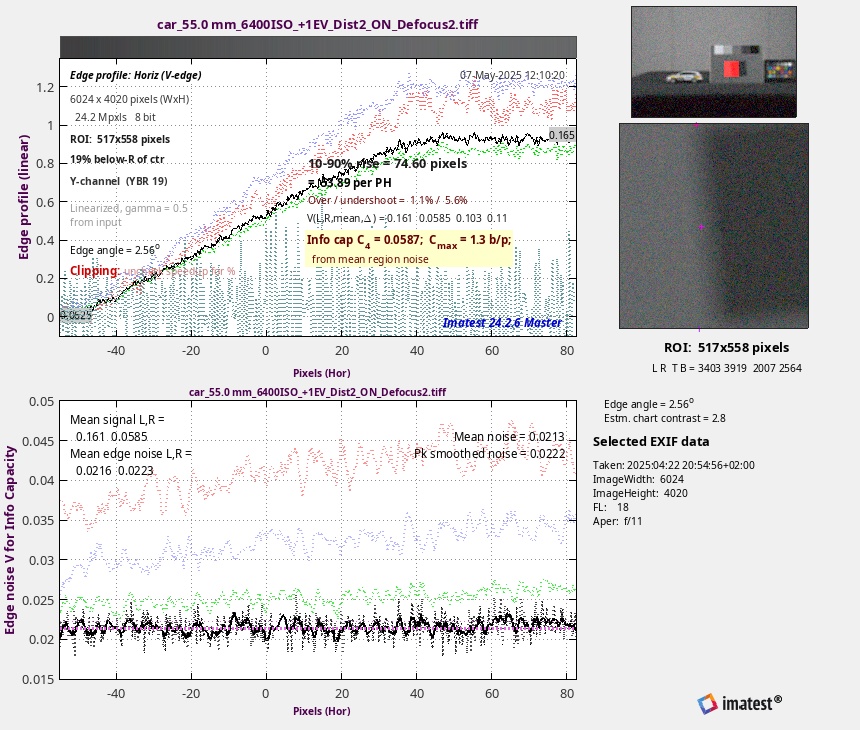 car_55.0 mm_6400ISO_+1EV_Dist2_ON_Defocus2.tiff
Edge profile: Horiz (V-edge)
07-May-2025 12:10:20
6024 x 4020 pixels (WxH)
24.2 Mpxls 8 bit
ROI: 517x558 pixels
19% below-R of ctr
Y-channel (YBR 19)
Linearized, gamma = 0.5
from input
Edge angle = 2.56o
Clipping:
0.165
10-90% rise = 74.60 pixels
= 53.89 per PH
Over / undershoot = 1.1% / 5.6%
V(L,R,mean,Δ) =0.161 0.0585 0.103 0.11
Info cap C4 = 0.0587; Cmax = 1.3 b/p;
from mean region noise
0.0625
Imatest 24.2.6 Master
Edge profile (linear)
1.2
1
0.8
0.6
0.4
0.2
0
-40 -20 0 20 40 60 80
Pixels (Hor)
ROI: 517x558 pixels
L R T B = 3403 3919 2007 2564
car_55.0 mm_6400ISO_+1EV_Dist2_ON_Defocus2.tiff
Mean signal L,R =
0.161 0.0585
Mean edge noise L,R =
0.0216 0.0223
Mean noise = 0.0213
Pk smoothed noise = 0.0222
Edge noise V for Info Capacity
0.05
0.045
0.04
0.035
0.03
0.025
0.02
0.015
-40 -20 0 20 40 60 80
Pixels (Hor)
Edge angle = 2.56o
Estm. chart contrast = 2.8
Selected EXIF data
Taken: 2025:04:22 20:54:56+02:00
ImageWidth: 6024
ImageHeight: 4020
FL: 18
Aper: f/11
imatest®